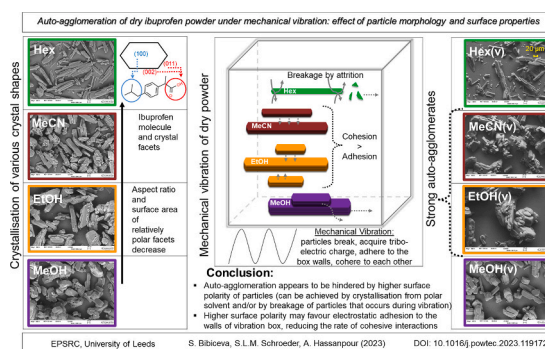 Auto-agglomeration of dry ibuprofen powder under mechanical vibration: effect of particle morphology and surface properties
Crystallisation of various crystal shapes
Hex
MeCN
EtOH
MeOH
(100)
(011)
(002)
Ibuprofen
molecule and
crystal
facets
Aspect ratio
and
surface area
of
relatively
polar facets
decrease
Mechanical vibration of dry powder
Breakage by attrition
Hex
MeCN
EtOH
MeOH
Cohesion
>
Adhesion
Mechanical Vibration:
particles break, acquire tribo-
electric charge, adhere to the
box walls, cohere to each other
Strong auto-agglomerates
Hex(v)
20 µm
MeCN(v)
EtOH(v)
MeOH(v)
Conclusion:
• Auto-agglomeration appears to be hindered by higher surface
polarity of particles (can be achieved by crystalisation from polar
solvent and/or by breakage of particles that occurs during vibration)
• Higher surface polarity may favour electrostatic adhesion to the
walls of vibration box, reducing the rate of cohesive interactions
EPSRC, University of Leeds
S. Bibiceva, S.L.M. Schroeder, A. Hassanpour (2023)
DOI: 10.1016/j.powtec.2023.119172